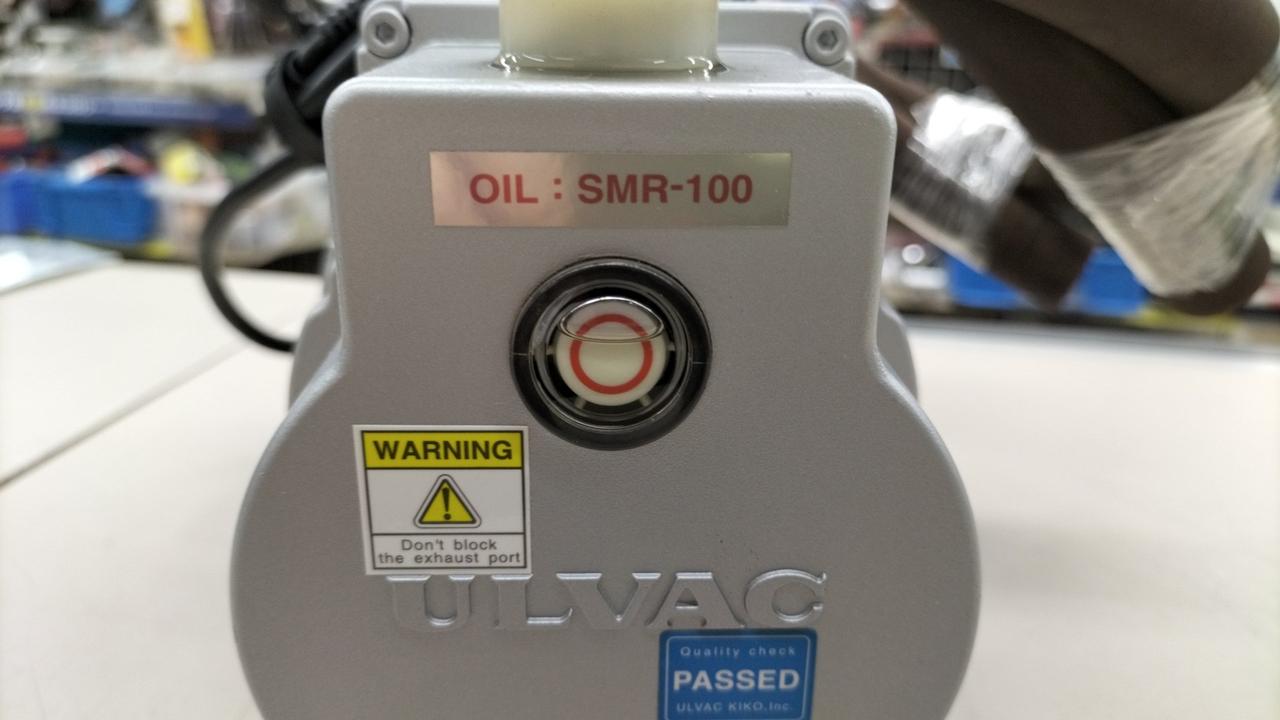 OIL : SMR-100
WARNING
Don't block
the exhaust port
ULVAC
Quality check
PASSED
ULVAC KIKO.Inc.